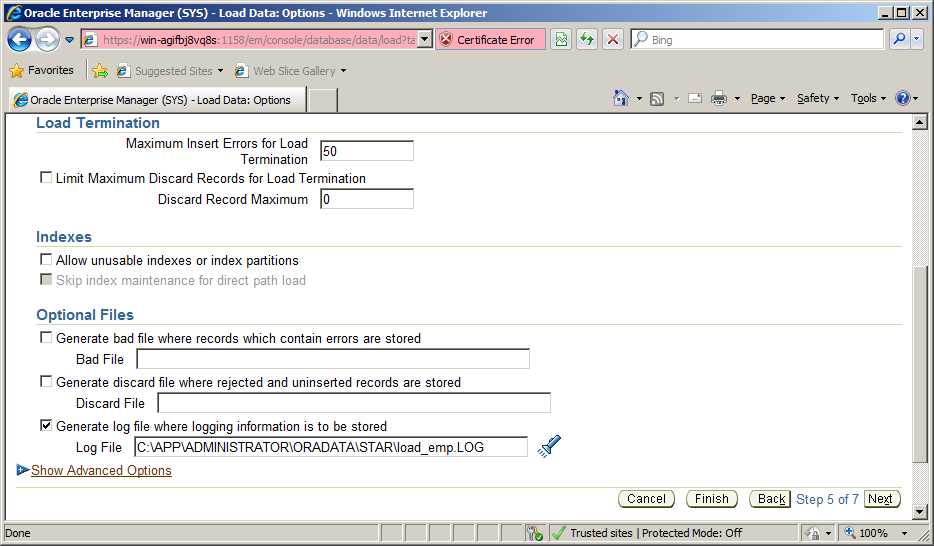 Oracle Enterprise Manager (SYS) - Load Data: Options - Windows Internet Explorer
https://win-agifbj8vq8s:1158/em/console/database/data/load?ta Certificate Error Bing
Favorites Suggested Sites Web Slice Gallery
Oracle Enterprise Manager (SYS) - Load Data: Options Page Safety Tools
Load Termination
Maximum Insert Errors for Load
Termination 50
Limit Maximum Discard Records for Load Termination
Discard Record Maximum 0
Indexes
Allow unusable indexes or index partitions
Skip index maintenance for direct path load
Optional Files
Generate bad file where records which contain errors are stored
Bad File
Generate discard file where rejected and uninserted records are stored
Discard File
Generate log file where logging information is to be stored
Log File C:\APP\ADMINISTRATOR\ORADATA\STAR\load_emp.LOG
Show Advanced Options
Cancel Finish Back Step 5 of 7 Next
Done Trusted sites | Protected Mode: Off 100%